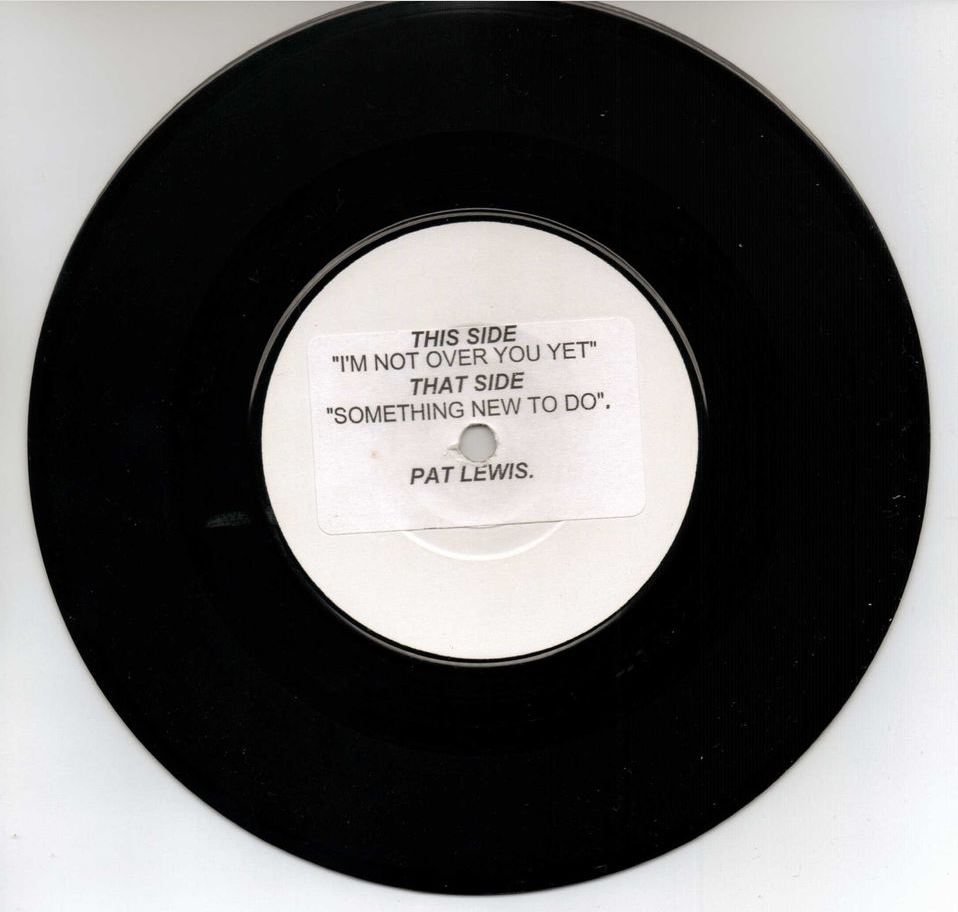 THIS SIDE
"I'M NOT OVER YOU YET"
THAT SIDE
"SOMETHING NEW TO DO".
PAT LEWIS.